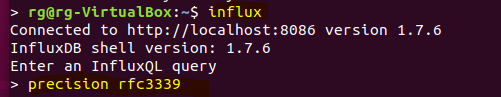 > rg@rg-VirtualBox:~$ influx
Connected to http://localhost:8086 version 1.7.6
InfluxDB shell version: 1.7.6
Enter an InfluxQL query
> precision rfc3339